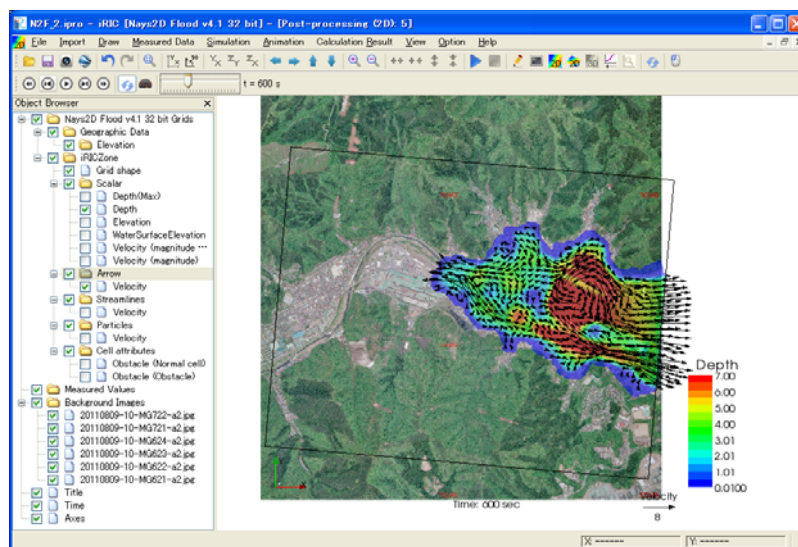 N2F_2.ipro - iRIC [Nays2D Flood v4.1 32 bit] - [Post-processing (2D): 5]
File Import Draw Measured Data Simulation Animation Calculation Result View Option Help
t = 600 s
Object Browser
Nays2D Flood v4.1 32 bit Grids
Geographic Data
Elevation
iRICZone
Grid shape
Scalar
Depth(Max)
Depth
Elevation
WaterSurfaceElevation
Velocity (magnitude ...
Velocity (magnitude)
Arrow
Velocity
Streamlines
Velocity
Particles
Velocity
Cell attributes
Obstacle (Normal cell)
Obstacle (Obstacle)
Measured Values
Background Images
20110809-10-MG722-a2.jpg
20110809-10-MG721-a2.jpg
20110809-10-MG624-a2.jpg
20110809-10-MG623-a2.jpg
20110809-10-MG622-a2.jpg
20110809-10-MG621-a2.jpg
Title
Time
Axes
Depth
7.00
6.00
5.00
4.00
3.01
2.01
1.01
0.0100
Velocity
8
Time: 600 sec
X: ------
Y: ------